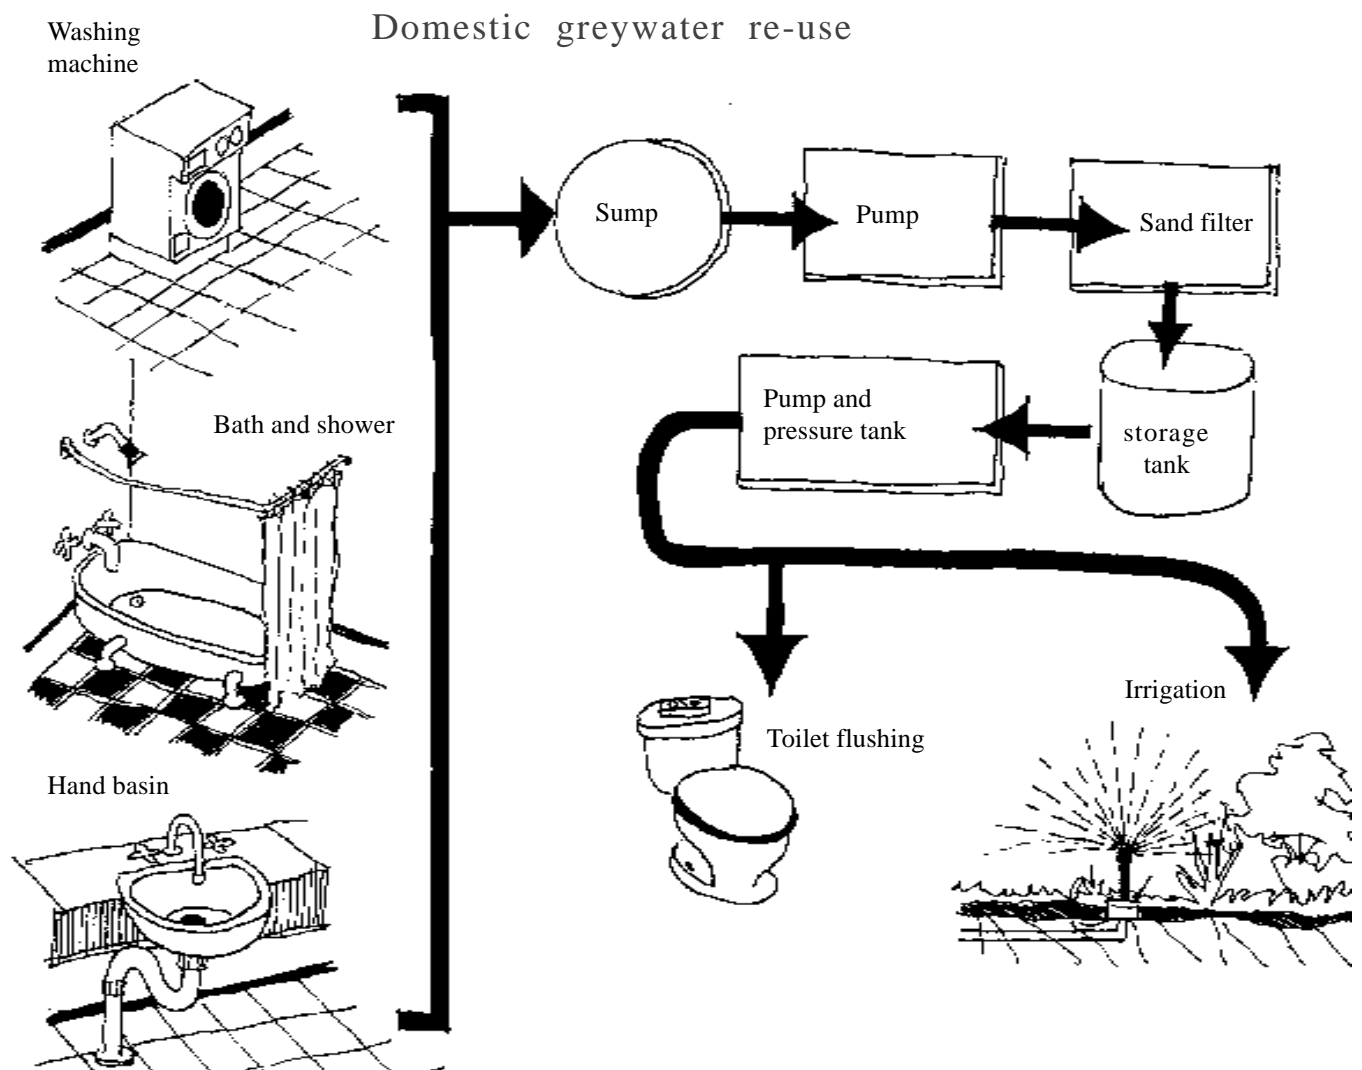 Domestic greywater re-use
Washing
machine
Sump
Pump
Sand filter
Bath and shower
Pump and
pressure tank
storage
tank
Irrigation
Toilet flushing
Hand basin